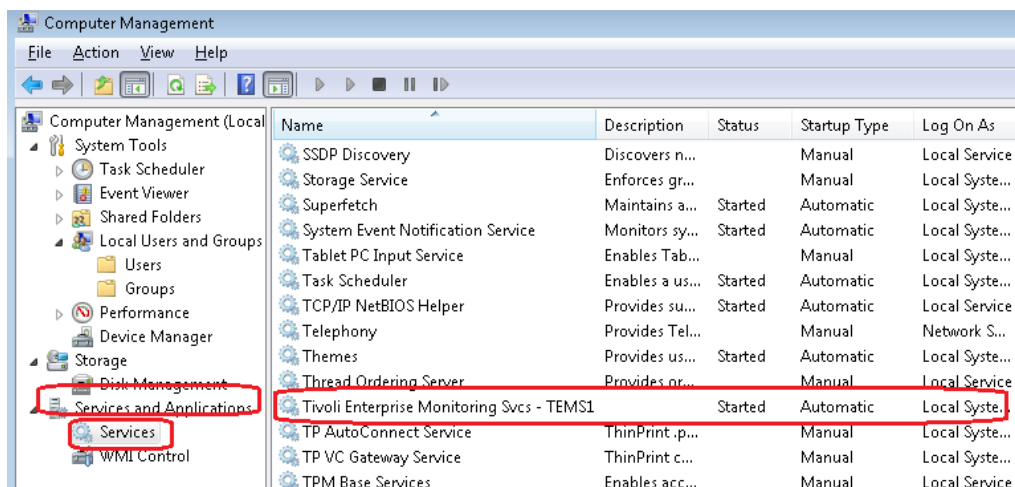 Computer Management
File Action View Help
Computer Management (Local
System Tools
Task Scheduler
Event Viewer
Shared Folders
Local Users and Groups
Users
Groups
Performance
Device Manager
Storage
Disk Management
Services and Applications
Services
WMI Control
Name Description Status Startup Type Log On As
SSDP Discovery Discovers n... Manual Local Service
Storage Service Enforces gr... Manual Local Syste...
Superfetch Maintains a... Started Automatic Local Syste...
System Event Notification Service Monitors sy... Started Automatic Local Syste...
Tablet PC Input Service Enables Tab... Manual Local Syste...
Task Scheduler Enables a us... Started Automatic Local Syste...
TCP/IP NetBIOS Helper Provides su... Started Automatic Local Service
Telephony Provides Tel... Manual Network S...
Themes Provides us... Started Automatic Local Syste...
Thread Ordering Server Provides or... Manual Local Service
Tivoli Enterprise Monitoring Svcs - TEMS1 Started Automatic Local Syste...
TP AutoConnect Service ThinPrint .p... Manual Local Syste...
TP VC Gateway Service ThinPrint c... Manual Local Syste...
TPM Base Services Enables acc... Manual Local Service